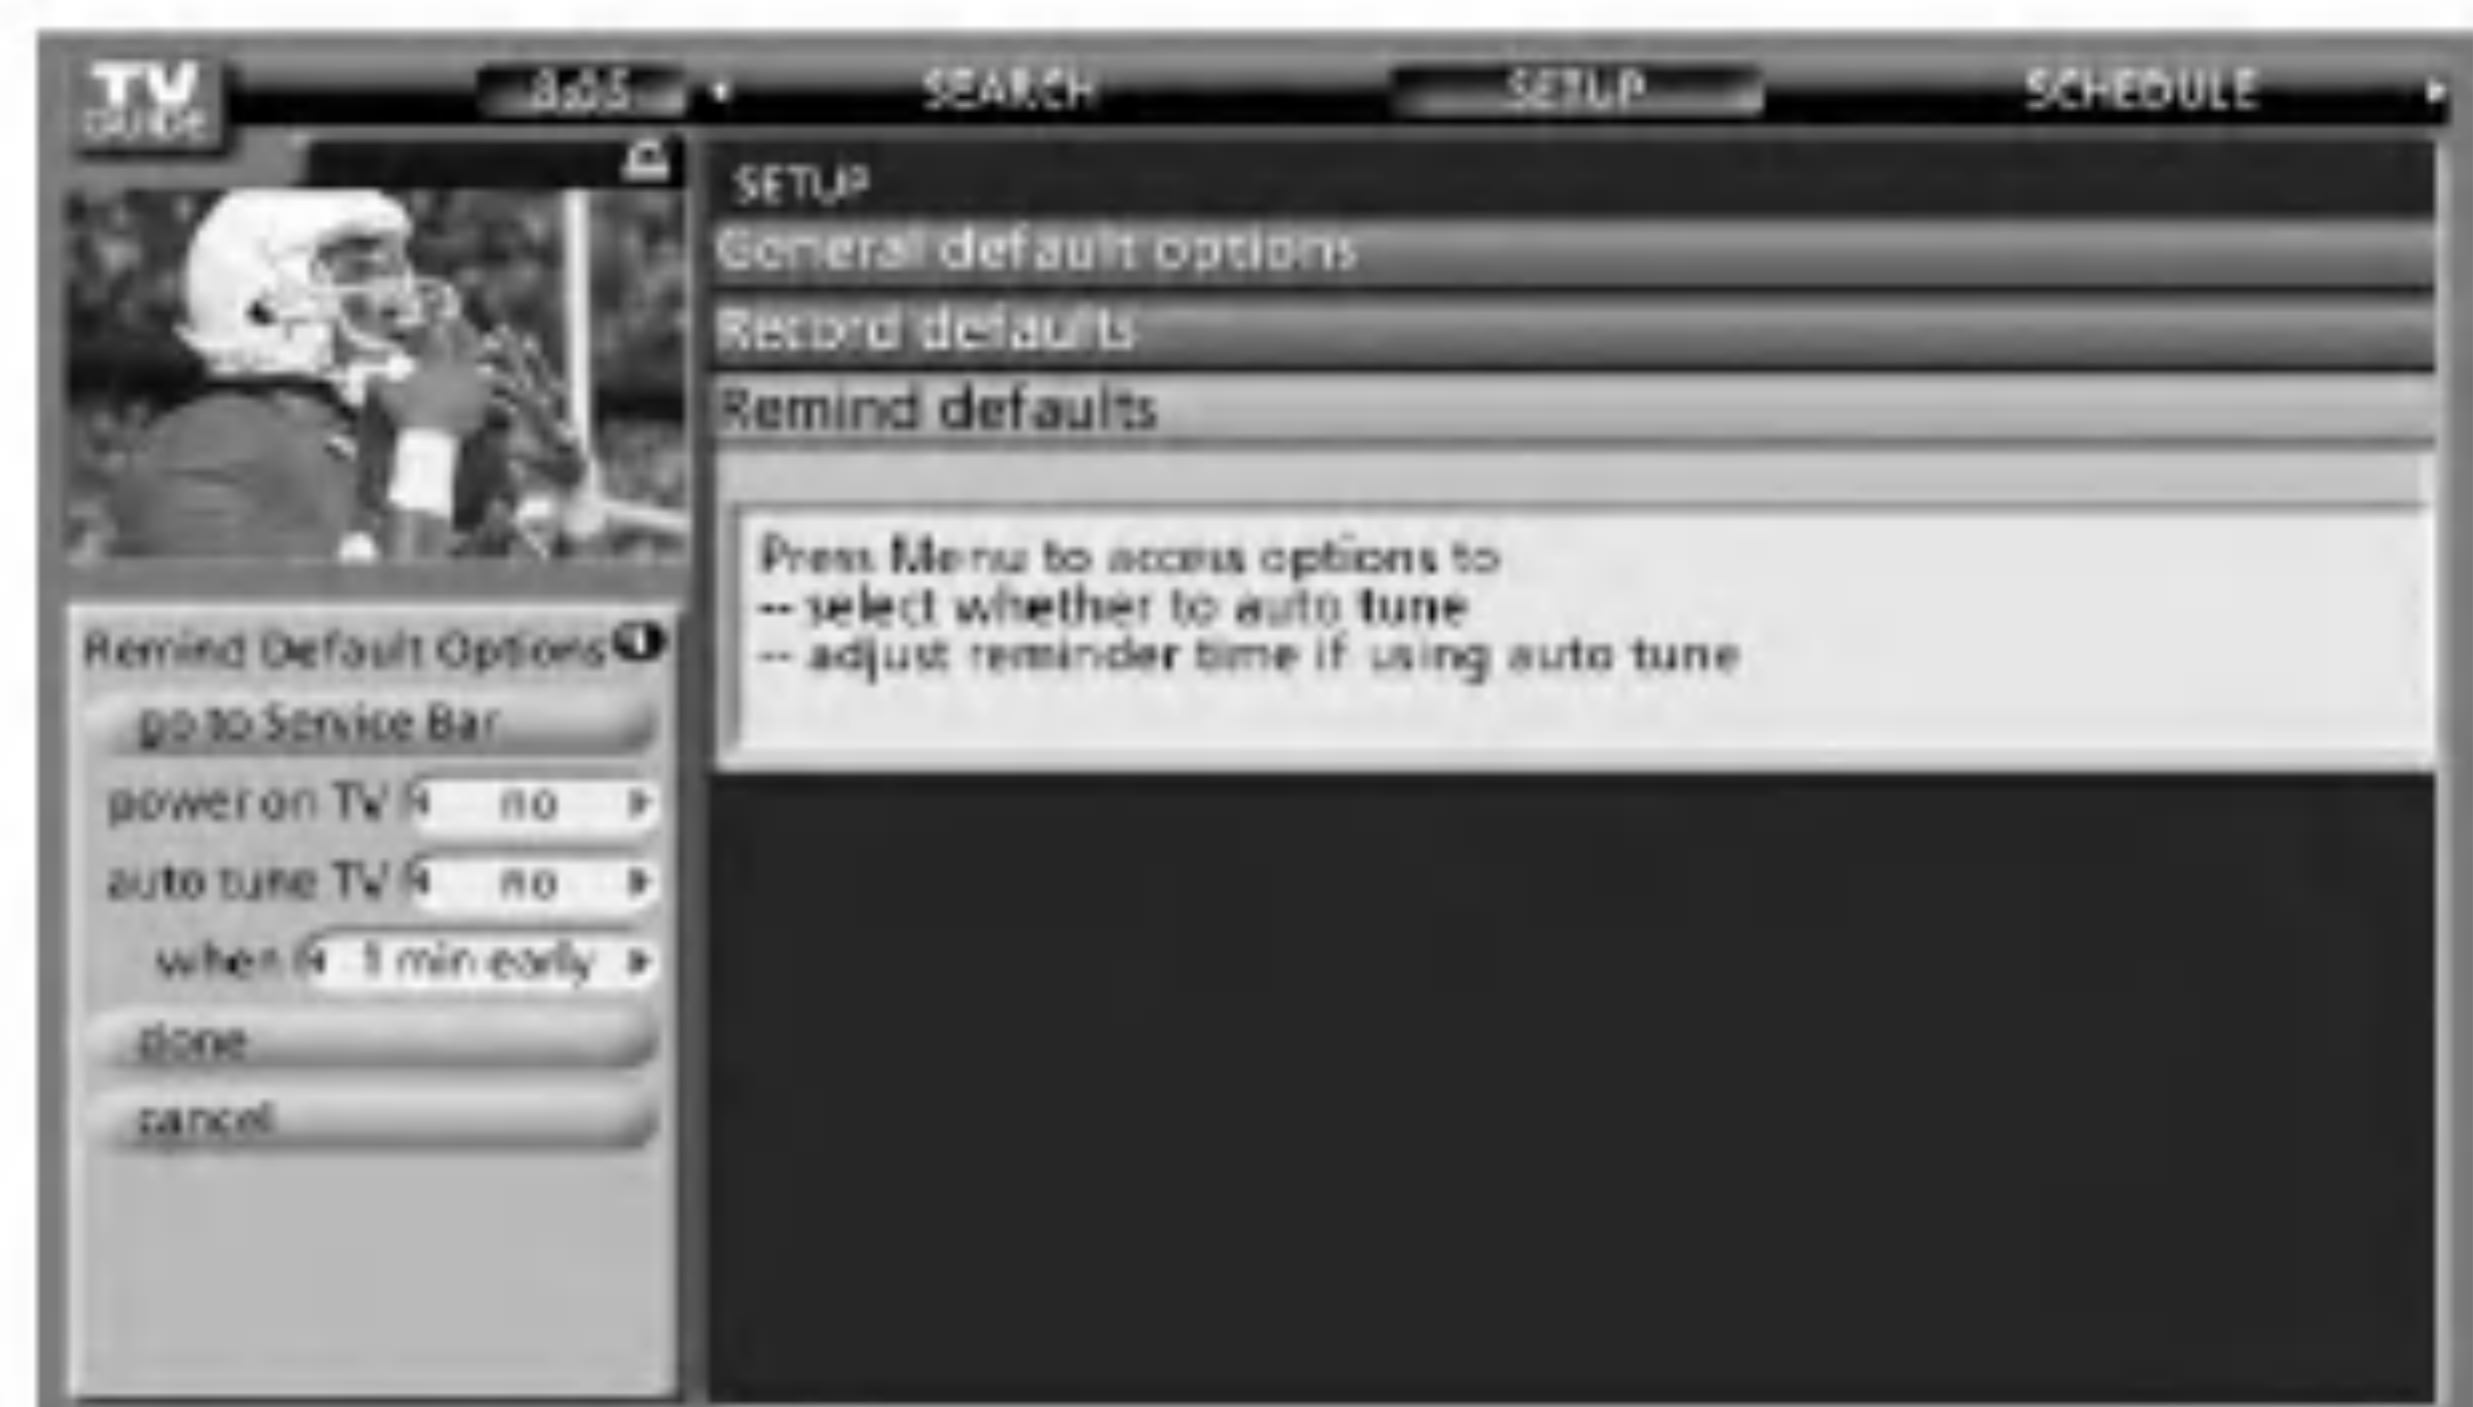 TV
GUIDE
8:05
SEARCH
SETUP
SCHEDULE
SETUP
General default options
Record defaults
Remind defaults
Press Menu to access options to
-- select whether to auto tune
-- adjust reminder time if using auto tune
Remind Default Options
go to Service Bar
power on TV no
auto tune TV no
when 1 min early
done
cancel